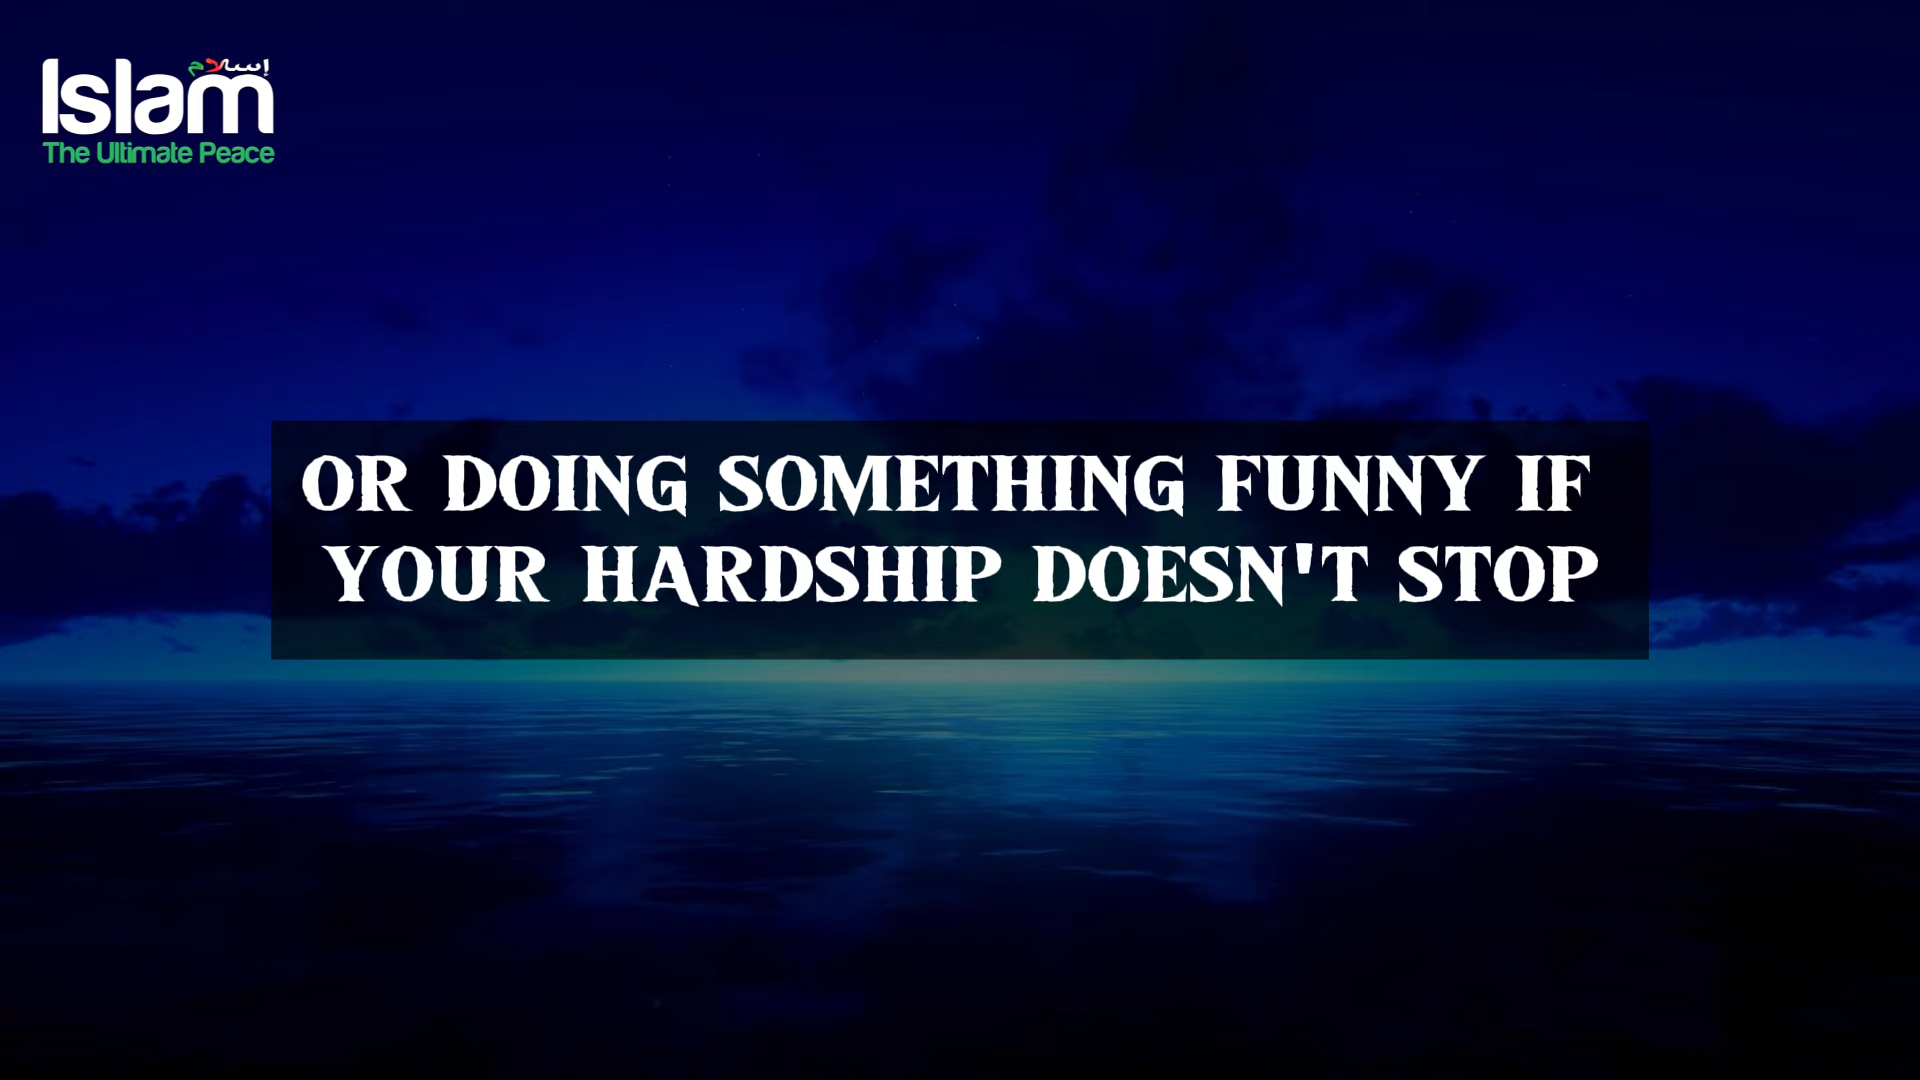 إسلام
Islam
The Ultimate Peace
OR DOING SOMETHING FUNNY IF
YOUR HARDSHIP DOESN'T STOP